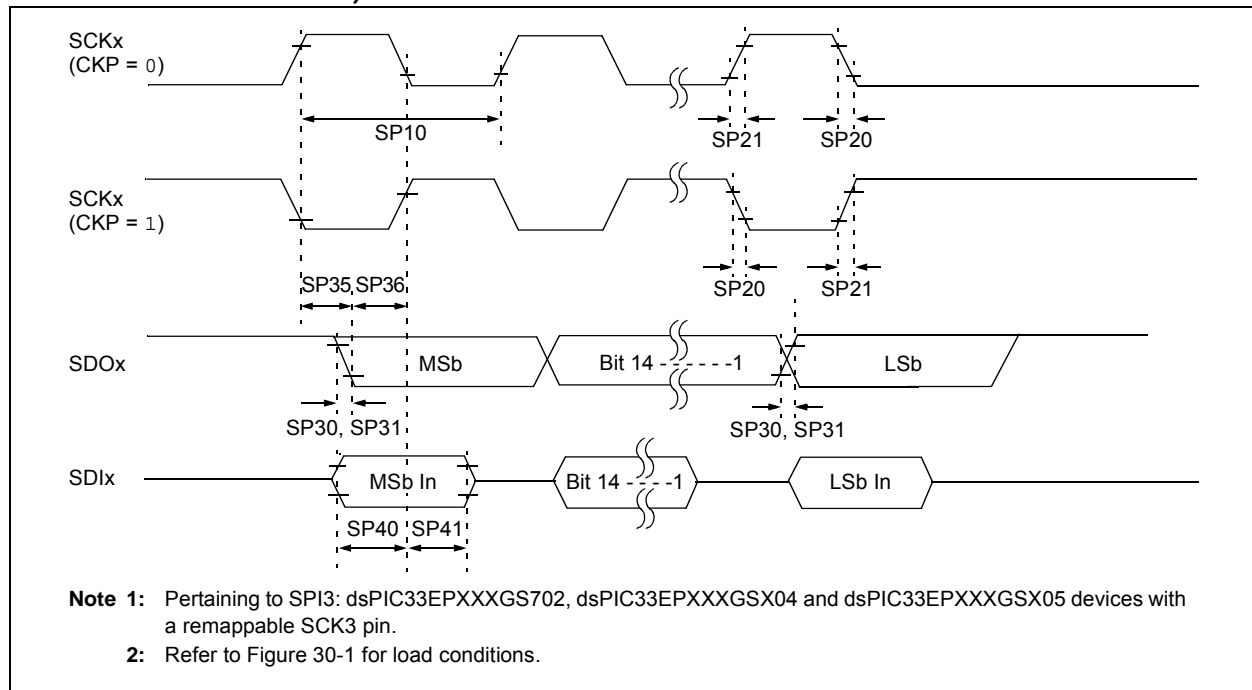 SCKx
(CKP = 0)
SP10
SP21
SP20
SCKx
(CKP = 1)
SP35
SP36
SP20
SP21
SDOx
MSb
Bit 14 - - - - - -1
LSb
SP30, SP31
SP30, SP31
SDIx
MSb In
Bit 14 - - - -1
LSb In
SP40
SP41
Note 1: Pertaining to SPI3: dsPIC33EPXXXGS702, dsPIC33EPXXXGSX04 and dsPIC33EPXXXGSX05 devices with
a remappable SCK3 pin.
2: Refer to Figure 30-1 for load conditions.